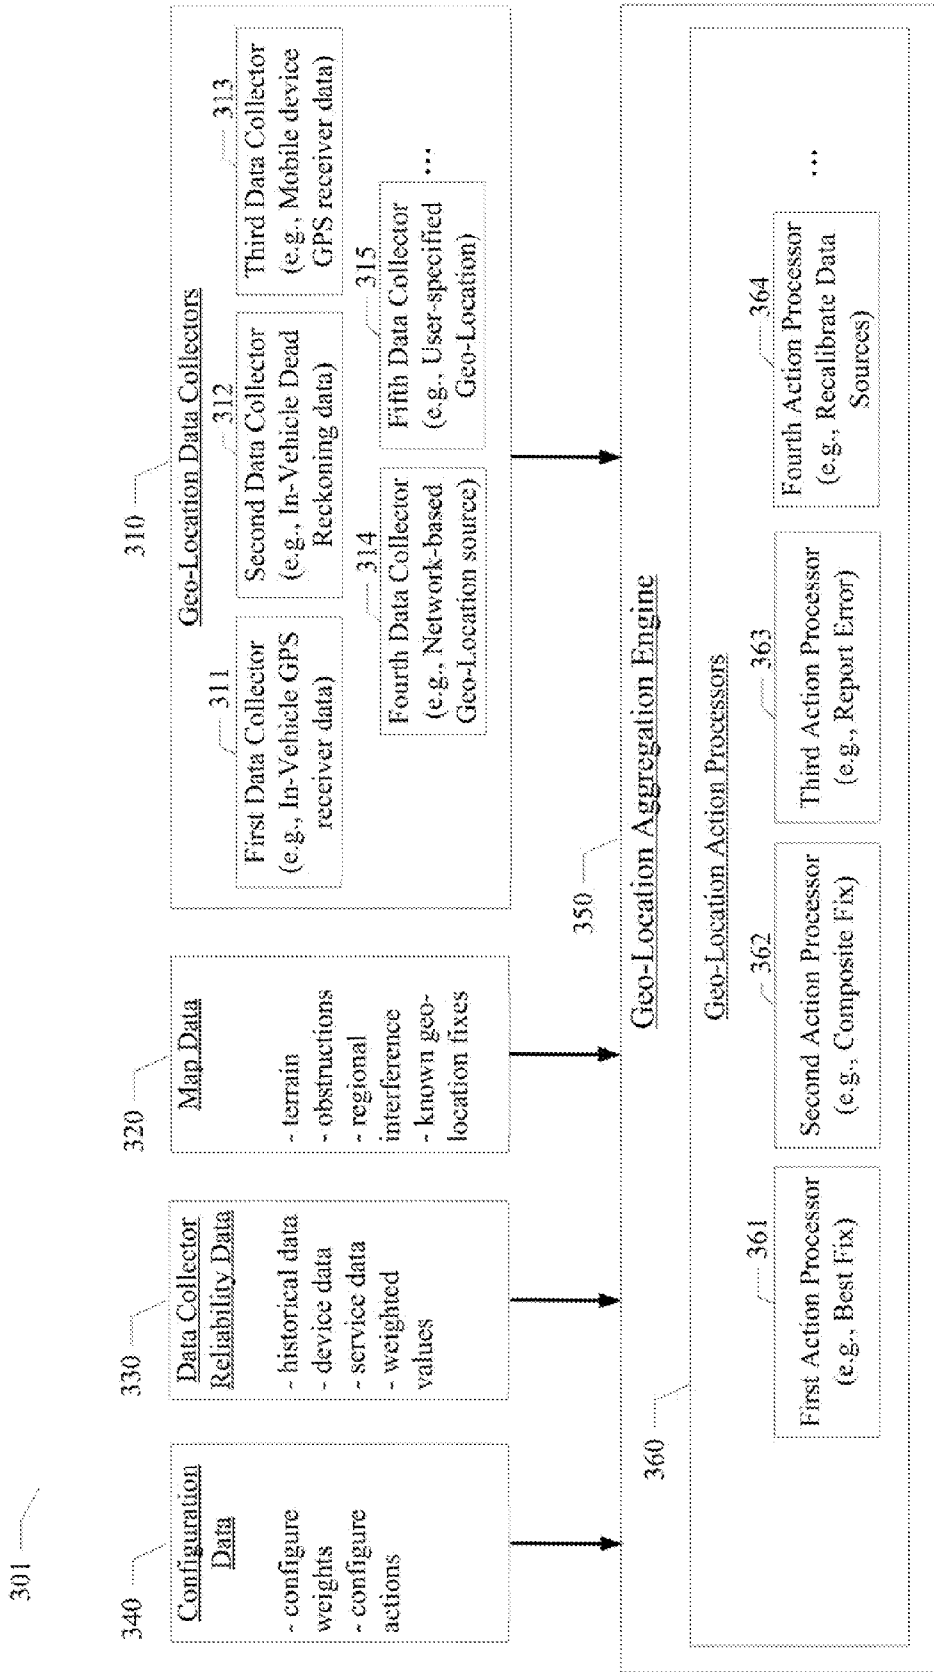 301
340
Configuration
Data
- configure
weights
- configure
actions
330
Data Collector
Reliability Data
- historical data
- device data
- service data
- weighted
values
320
Map Data
- terrain
- obstructions
- regional
interference
- known geo-
location fixes
310
Geo-Location Data Collectors
311
First Data Collector
(e.g., In-Vehicle GPS
receiver data)
312
Second Data Collector
(e.g., In-Vehicle Dead
Reckoning data)
313
Third Data Collector
(e.g., Mobile device
GPS receiver data)
314
Fourth Data Collector
(e.g., Network-based
Geo-Location source)
315
Fifth Data Collector
(e.g., User-specified
Geo-Location)
...
350
Geo-Location Aggregation Engine
360
Geo-Location Action Processors
361
First Action Processor
(e.g., Best Fix)
362
Second Action Processor
(e.g., Composite Fix)
363
Third Action Processor
(e.g., Report Error)
364
Fourth Action Processor
(e.g., Recalibrate Data
Sources)
...